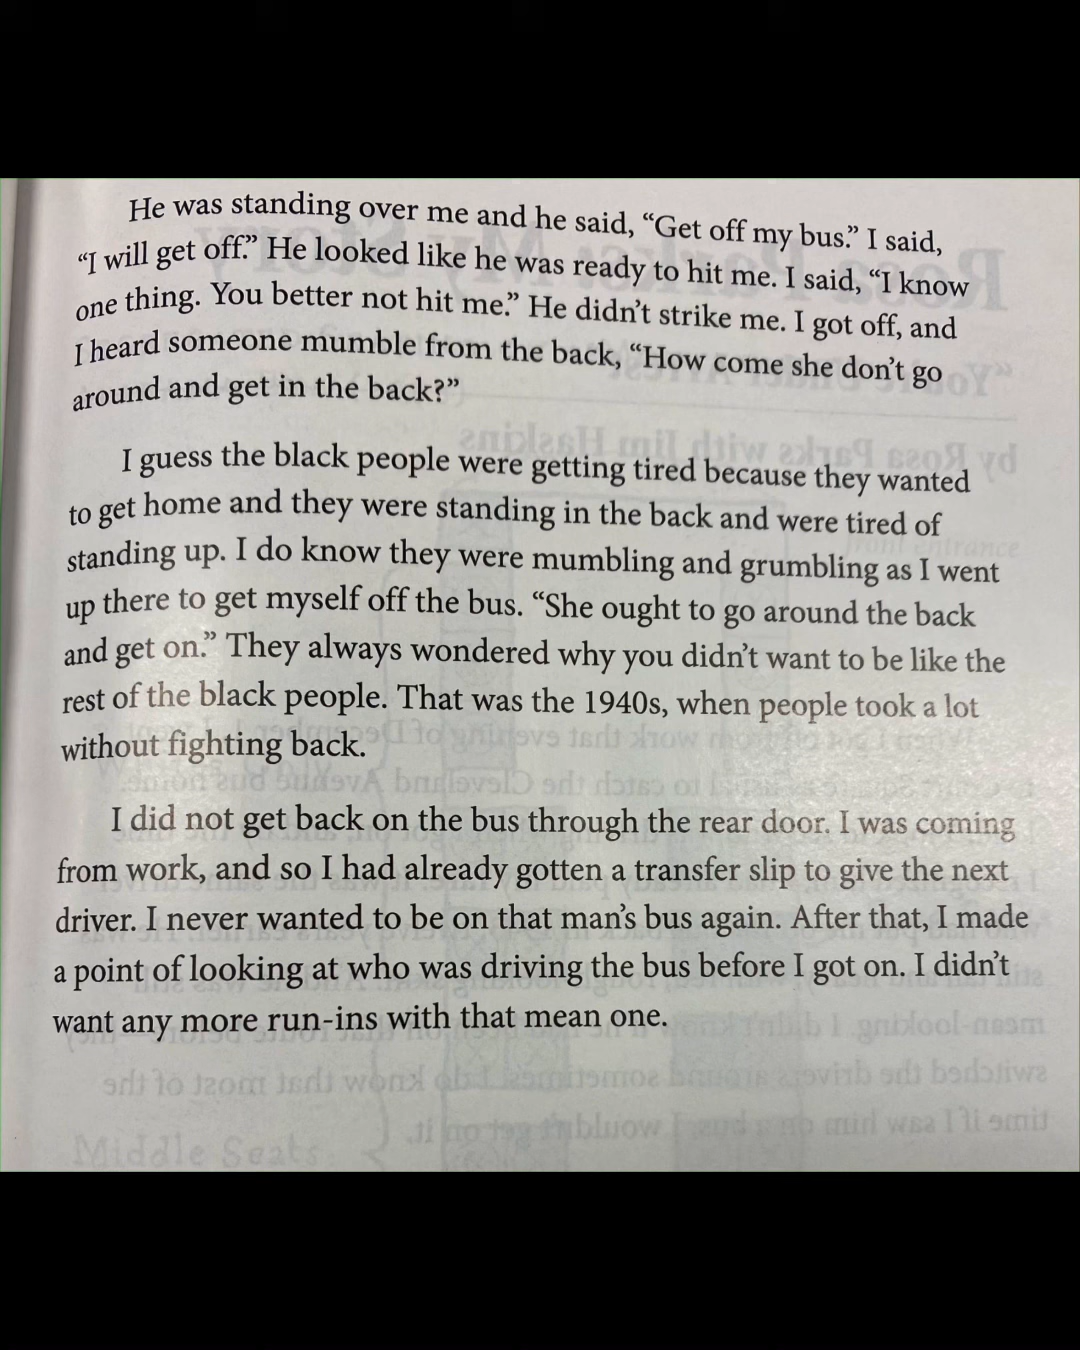 He was standing over me and he said, “Get off my bus.” I said,
“I will get off.” He looked like he was ready to hit me. I said, “I know
one thing. You better not hit me.” He didn’t strike me. I got off, and
I heard someone mumble from the back, “How come she don’t go
around and get in the back?”
I guess the black people were getting tired because they wanted
to get home and they were standing in the back and were tired of
standing up. I do know they were mumbling and grumbling as I went
up there to get myself off the bus. “She ought to go around the back
and get on.” They always wondered why you didn’t want to be like the
rest of the black people. That was the 1940s, when people took a lot
without fighting back.
I did not get back on the bus through the rear door. I was coming
from work, and so I had already gotten a transfer slip to give the next
driver. I never wanted to be on that man’s bus again. After that, I made
a point of looking at who was driving the bus before I got on. I didn’t
want any more run-ins with that mean one.
Middle Seats